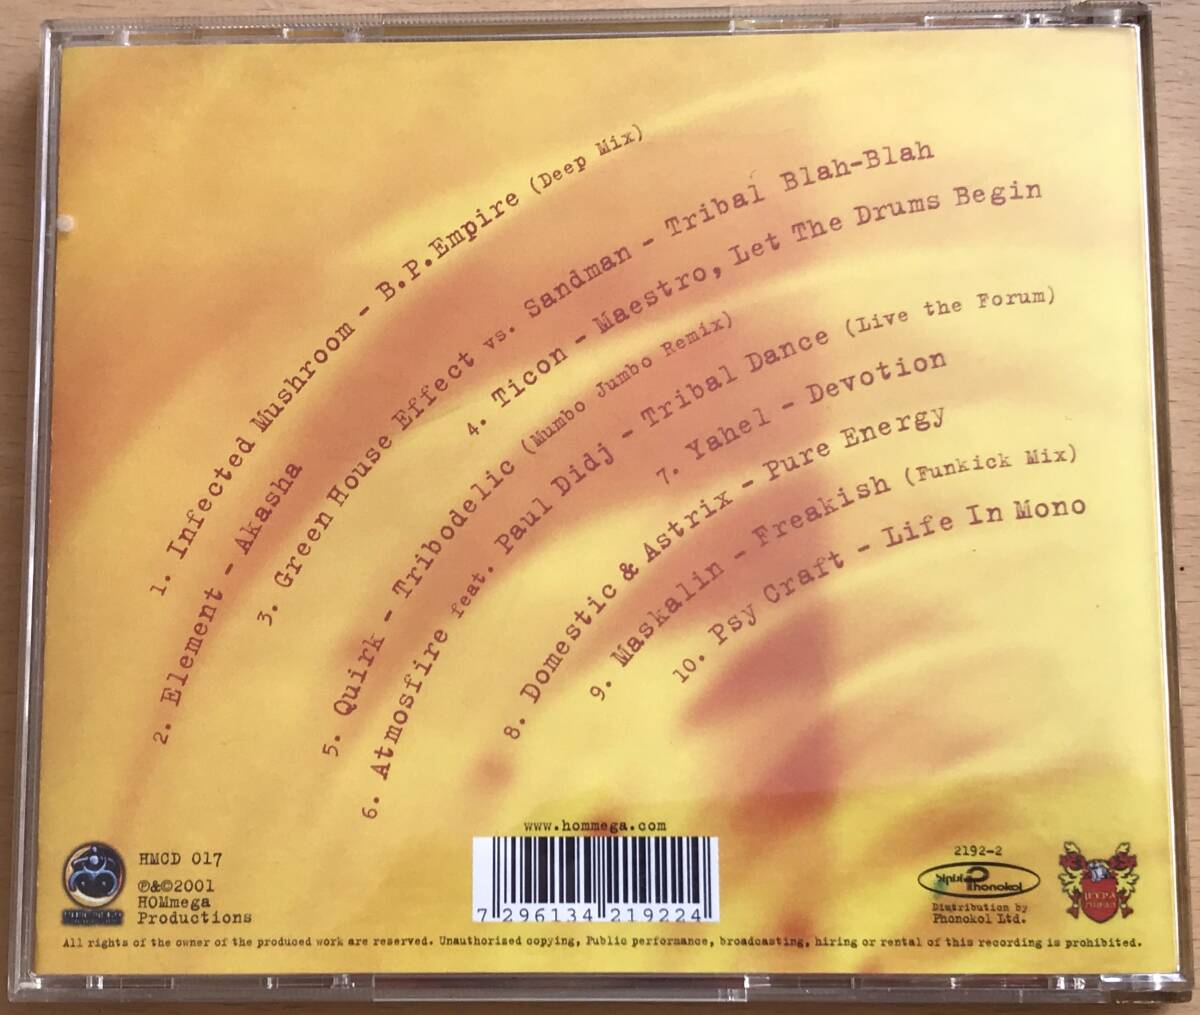 1. Infected Mushroom - B.P.Empire (Deep Mix)
2. Element - Akasha
3. Green House Effect vs. Sandman - Tribal Blah-Blah
4. Ticon - Maestro, Let The Drums Begin
5. Quirk - Tribodelic (Mumbo Jumbo Remix)
6. Atmosfire feat. Paul Didj - Tribal Dance (Live the Forum)
7. Yahel - Devotion
8. Domestic & Astrix - Pure Energy
9. Maskalin - Freakish (Funkick Mix)
10. Psy Craft - Life In Mono
www.hommega.com
HMCD 017
℗&©2001
HOMmega
Productions
7 296134 219224
2192-2
Phonokol
Distribution by
Phonokol Ltd.
All rights of the owner of the produced work are reserved. Unauthorised copying, Public performance, broadcasting, hiring or rental of this recording is prohibited.